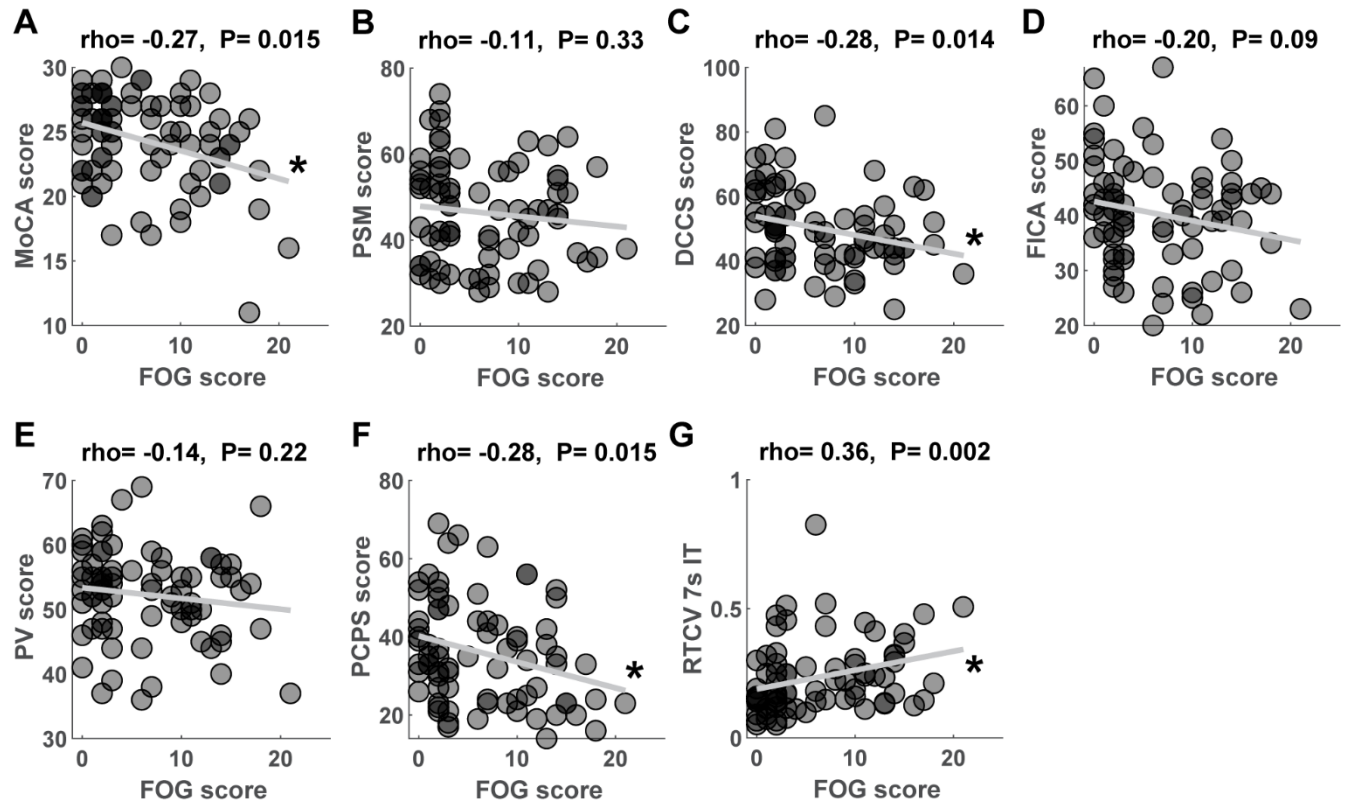 A
rho= -0.27, P= 0.015
30
25
20
15
10
MoCA score
*
0 10 20
FOG score
B
rho= -0.11, P= 0.33
80
60
40
20
PSM score
0 10 20
FOG score
C
rho= -0.28, P= 0.014
100
80
60
40
20
DCCS score
*
0 10 20
FOG score
D
rho= -0.20, P= 0.09
60
50
40
30
20
FICA score
0 10 20
FOG score
E
rho= -0.14, P= 0.22
70
60
50
40
30
PV score
0 10 20
FOG score
F
rho= -0.28, P= 0.015
80
60
40
20
PCPS score
*
0 10 20
FOG score
G
rho= 0.36, P= 0.002
1
0.5
0
RTCV 7s IT
*
0 10 20
FOG score